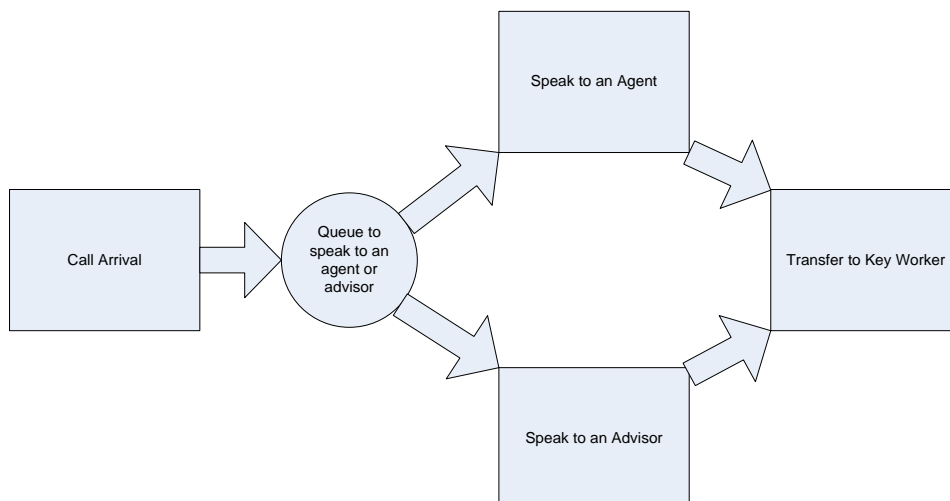 Speak to an Agent
Call Arrival
Queue to
speak to an
agent or
advisor
Transfer to Key Worker
Speak to an Advisor